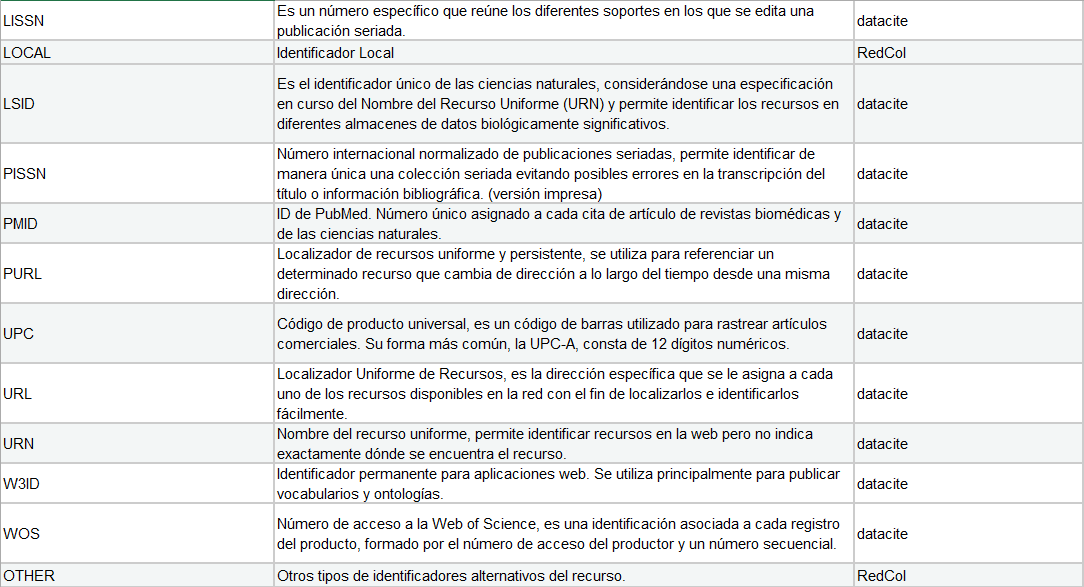 LISSN
Es un número específico que reúne los diferentes soportes en los que se edita una
publicación seriada.
datacite
LOCAL
Identificador Local
RedCol
LSID
Es el identificador único de las ciencias naturales, considerándose una especificación
en curso del Nombre del Recurso Uniforme (URN) y permite identificar los recursos en
diferentes almacenes de datos biológicamente significativos.
datacite
PISSN
Número internacional normalizado de publicaciones seriadas, permite identificar de
manera única una colección seriada evitando posibles errores en la transcripción del
título o información bibliográfica. (versión impresa)
datacite
PMID
ID de PubMed. Número único asignado a cada cita de artículo de revistas biomédicas y
de las ciencias naturales.
datacite
PURL
Localizador de recursos uniforme y persistente, se utiliza para referenciar un
determinado recurso que cambia de dirección a lo largo del tiempo desde una misma
dirección.
datacite
UPC
Código de producto universal, es un código de barras utilizado para rastrear artículos
comerciales. Su forma más común, la UPC-A, consta de 12 dígitos numéricos.
datacite
URL
Localizador Uniforme de Recursos, es la dirección específica que se le asigna a cada
uno de los recursos disponibles en la red con el fin de localizarlos e identificarlos
fácilmente.
datacite
URN
Nombre del recurso uniforme, permite identificar recursos en la web pero no indica
exactamente dónde se encuentra el recurso.
datacite
W3ID
Identificador permanente para aplicaciones web. Se utiliza principalmente para publicar
vocabularios y ontologías.
datacite
WOS
Número de acceso a la Web of Science, es una identificación asociada a cada registro
del producto, formado por el número de acceso del productor y un número secuencial.
datacite
OTHER
Otros tipos de identificadores alternativos del recurso.
RedCol